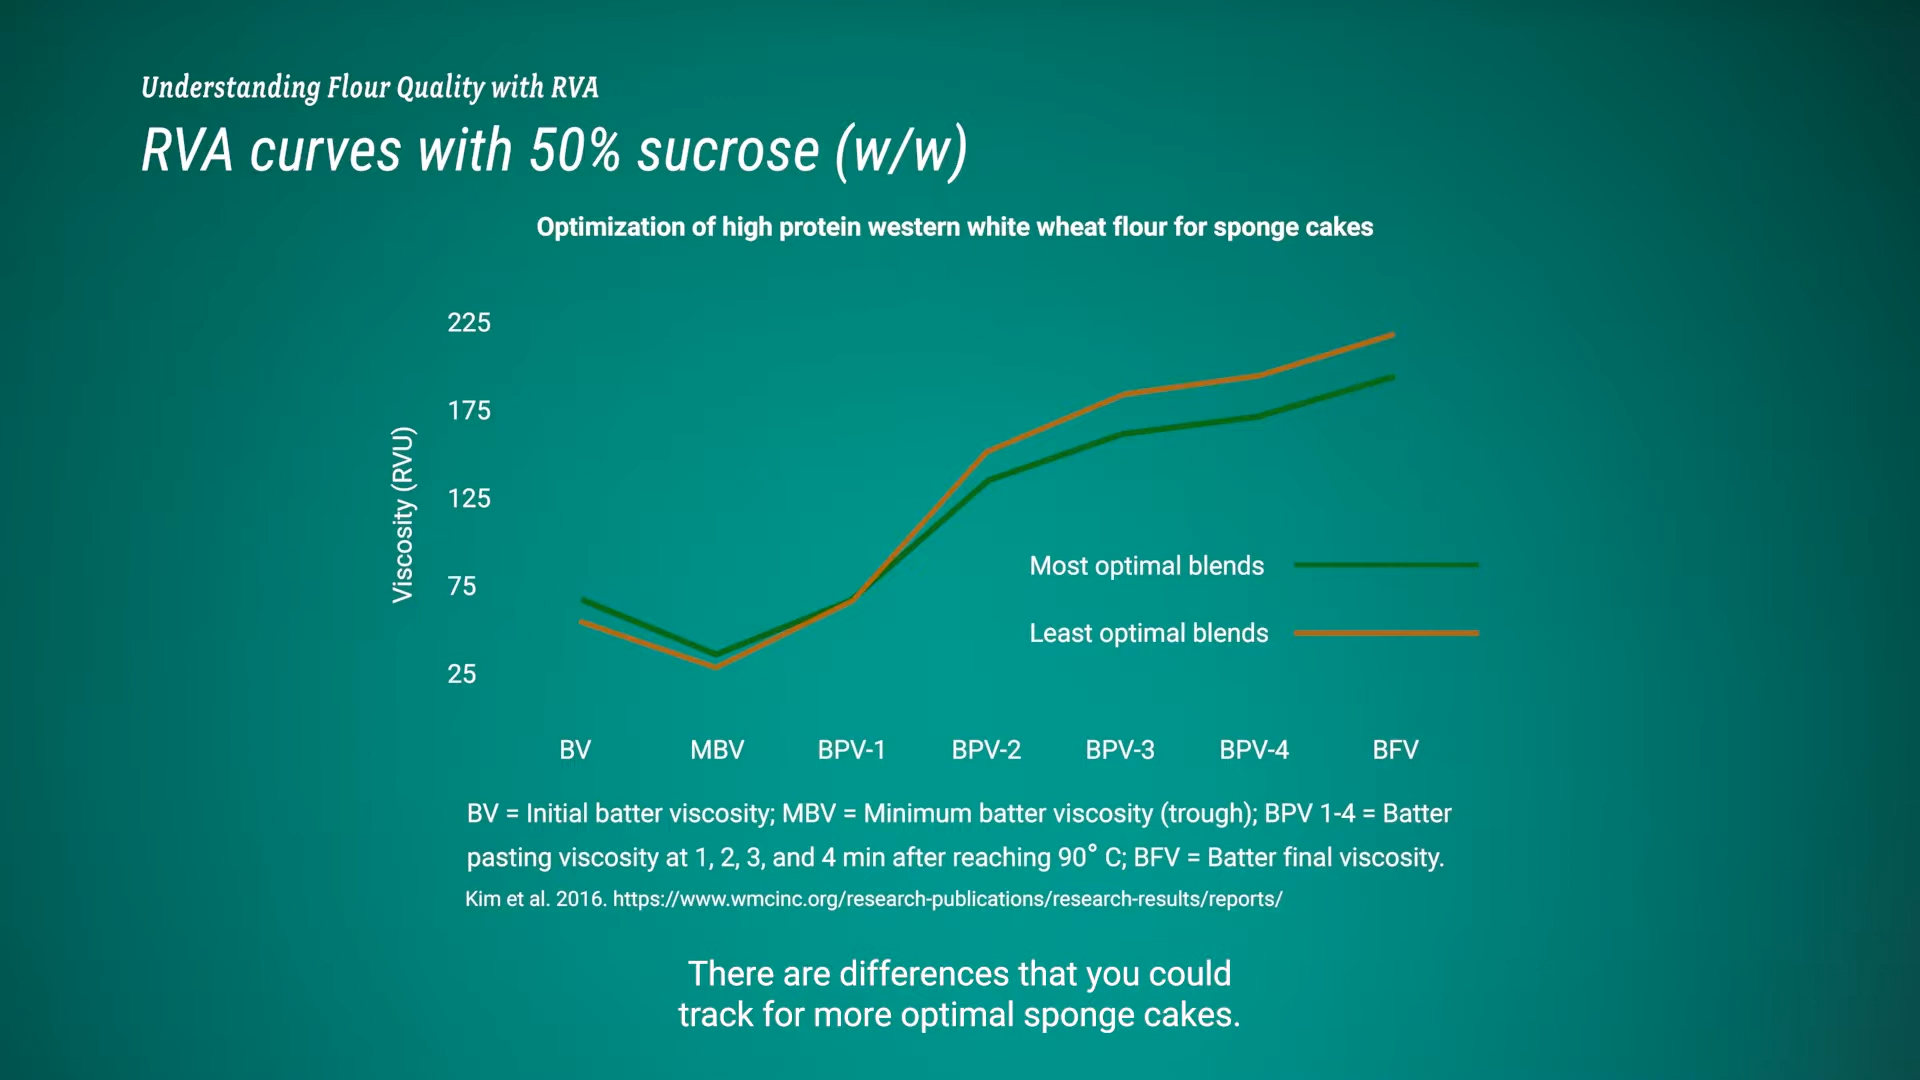 Understanding Flour Quality with RVA
RVA curves with 50% sucrose (w/w)
Optimization of high protein western white wheat flour for sponge cakes
225
175
125
75
25
Viscosity (RVU)
Most optimal blends
Least optimal blends
BV MBV BPV-1 BPV-2 BPV-3 BPV-4 BFV
BV = Initial batter viscosity; MBV = Minimum batter viscosity (trough); BPV 1-4 = Batter
pasting viscosity at 1, 2, 3, and 4 min after reaching 90° C; BFV = Batter final viscosity.
Kim et al. 2016. https://www.wmcinc.org/research-publications/research-results/reports/
There are differences that you could
track for more optimal sponge cakes.